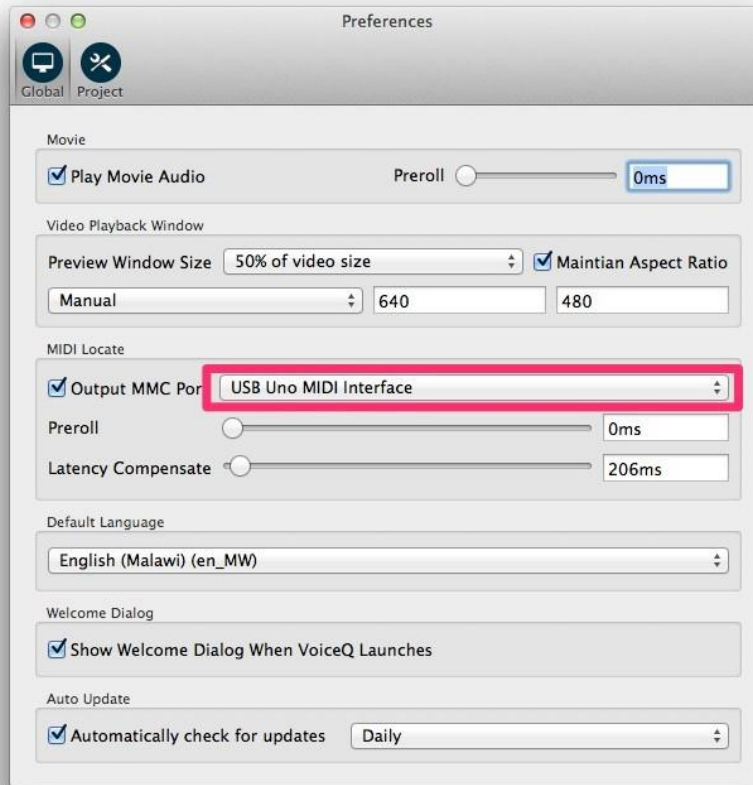 Preferences
Global Project
Movie
Play Movie Audio Preroll 0ms
Video Playback Window
Preview Window Size 50% of video size Maintian Aspect Ratio
Manual 640 480
MIDI Locate
Output MMC Por USB Uno MIDI Interface
Preroll 0ms
Latency Compensate 206ms
Default Language
English (Malawi) (en_MW)
Welcome Dialog
Show Welcome Dialog When VoiceQ Launches
Auto Update
Automatically check for updates Daily